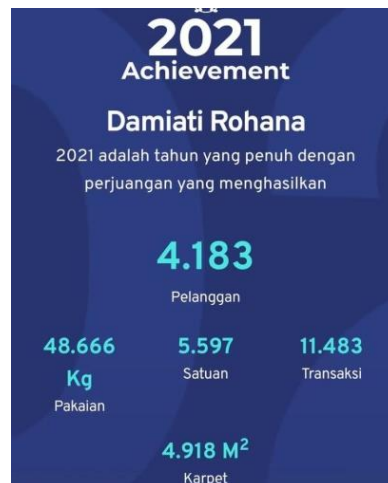 2021
Achievement
Damiati Rohana
2021 adalah tahun yang penuh dengan
perjuangan yang menghasilkan
4.183
Pelanggan
48.666 5.597 11.483
Kg Satuan Transaksi
Pakaian
4.918 M²
Karpet